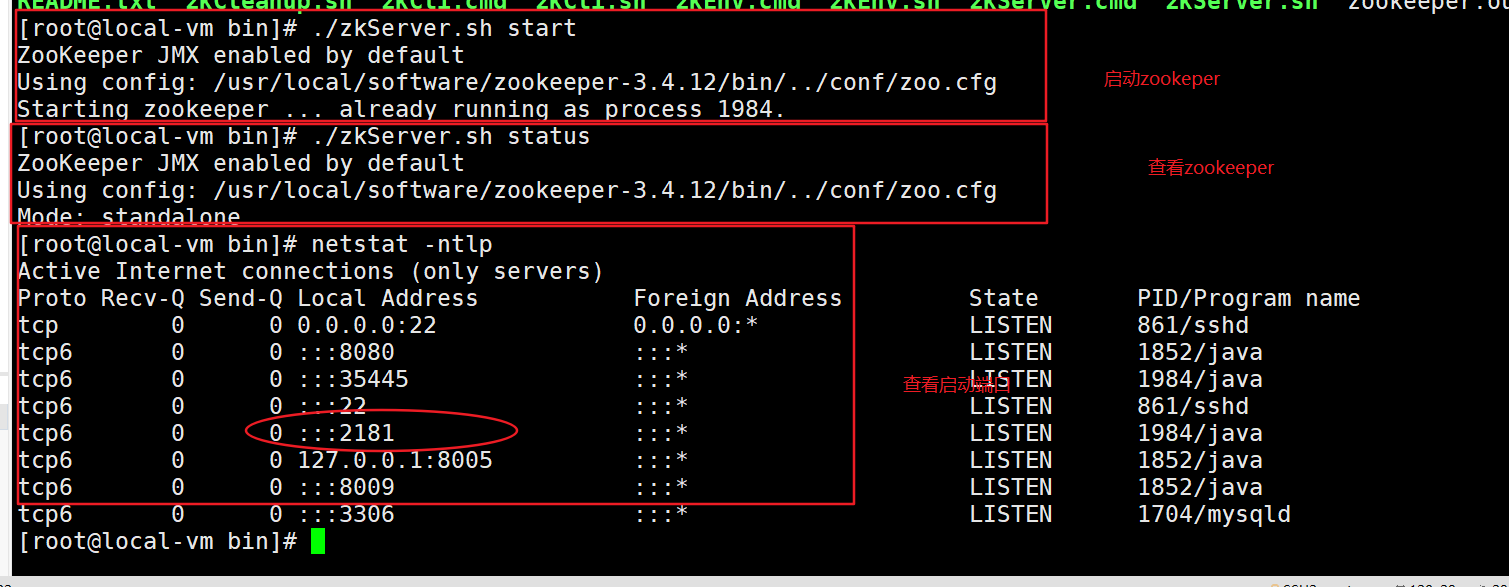 README.txt zkCleanup.sh zkCli.cmd zkCli.sh zkEnv.cmd zkEnv.sh zkServer.cmd zkServer.sh
[root@local-vm bin]# ./zkServer.sh start
ZooKeeper JMX enabled by default
Using config: /usr/local/software/zookeeper-3.4.12/bin/../conf/zoo.cfg
启动zookeper
Starting zookeeper ... already running as process 1984.
[root@local-vm bin]# ./zkServer.sh status
ZooKeeper JMX enabled by default
查看zookeeper
Using config: /usr/local/software/zookeeper-3.4.12/bin/../conf/zoo.cfg
Mode: standalone
[root@local-vm bin]# netstat -ntlp
Active Internet connections (only servers)
Proto Recv-Q Send-Q Local Address Foreign Address State PID/Program name
tcp 0 0 0.0.0.0:22 0.0.0.0:* LISTEN 861/sshd
tcp6 0 0 :::8080 :::* LISTEN 1852/java
tcp6 0 0 :::35445 :::* LISTEN 1984/java
查看启动端口
tcp6 0 0 :::22 :::* LISTEN 861/sshd
tcp6 0 0 :::2181 :::* LISTEN 1984/java
tcp6 0 0 127.0.0.1:8005 :::* LISTEN 1852/java
tcp6 0 0 :::8009 :::* LISTEN 1852/java
tcp6 0 0 :::3306 :::* LISTEN 1704/mysqld
[root@local-vm bin]#